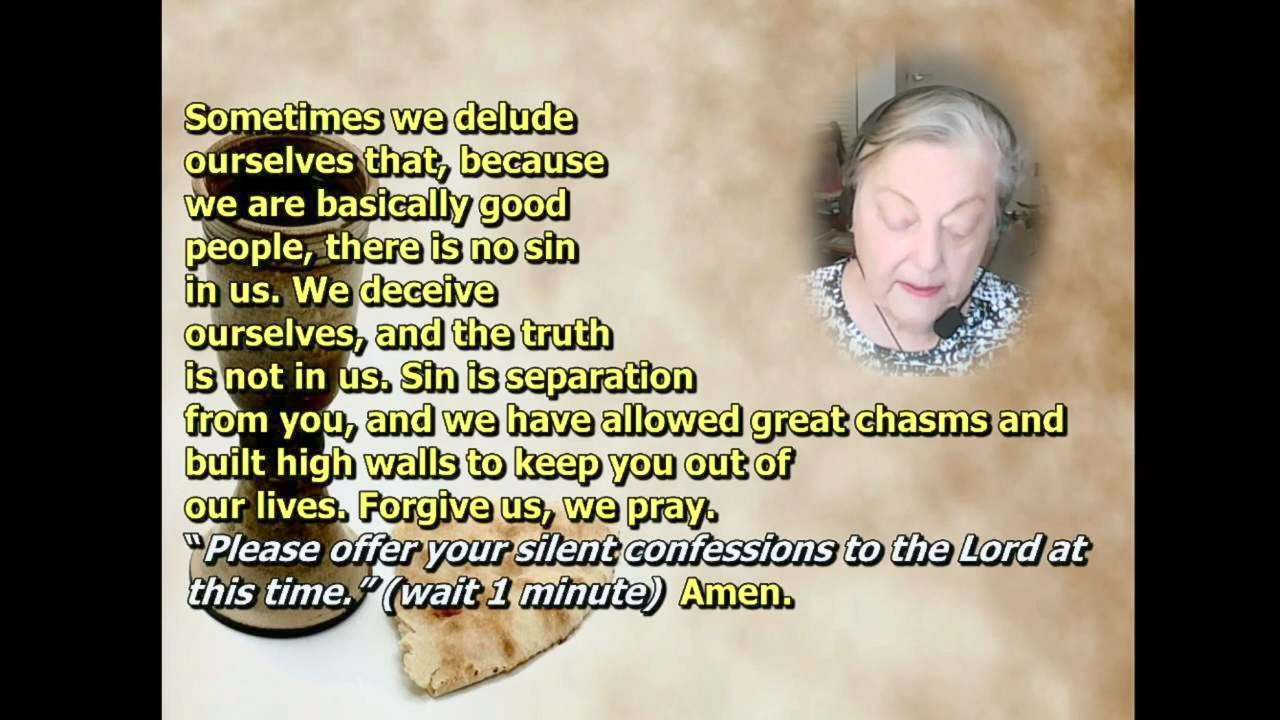 Sometimes we delude
ourselves that, because
we are basically good
people, there is no sin
in us. We deceive
ourselves, and the truth
is not in us. Sin is separation
from you, and we have allowed great chasms and
built high walls to keep you out of
our lives. Forgive us, we pray.
“Please offer your silent confessions to the Lord at
this time.” (wait 1 minute) Amen.